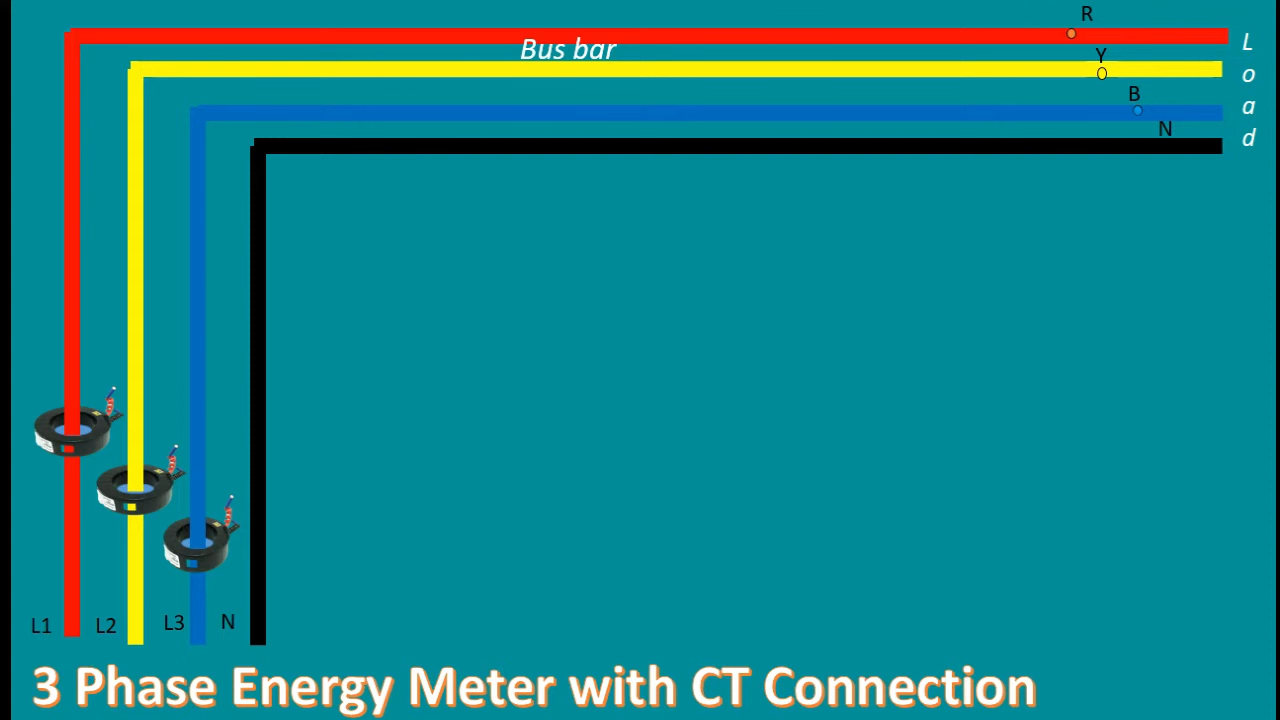 R
Bus bar
Y
B
N
L
o
a
d
L1
L2
L3
N
3 Phase Energy Meter with CT Connection